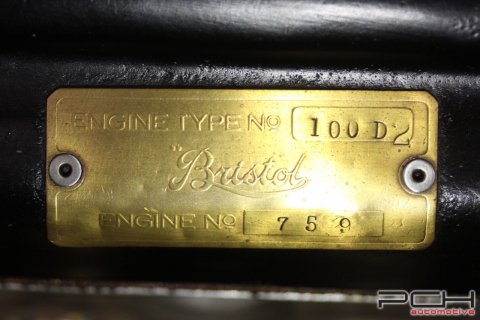 ENGINE TYPE NO 100 D2
"Bristol"
ENGINE NO 759
PCH
automotive